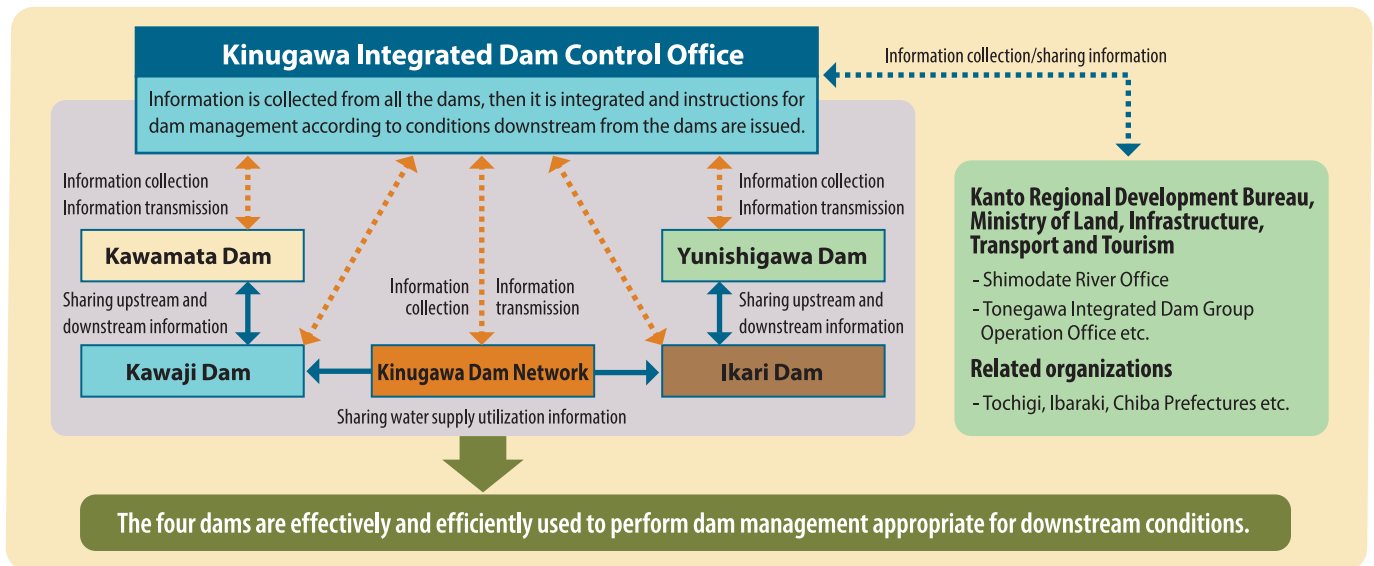 Kinugawa Integrated Dam Control Office
Information is collected from all the dams, then it is integrated and instructions for
dam management according to conditions downstream from the dams are issued.
Information collection/sharing information
Information collection
Information transmission
Information collection
Information transmission
Kawamata Dam
Yunishigawa Dam
Sharing upstream and
downstream information
Information
collection
Information
transmission
Sharing upstream and
downstream information
Kawaji Dam
Kinugawa Dam Network
Ikari Dam
Sharing water supply utilization information
Kanto Regional Development Bureau,
Ministry of Land, Infrastructure,
Transport and Tourism
- Shimodate River Office
- Tonegawa Integrated Dam Group
Operation Office etc.
Related organizations
- Tochigi, Ibaraki, Chiba Prefectures etc.
The four dams are effectively and efficiently used to perform dam management appropriate for downstream conditions.